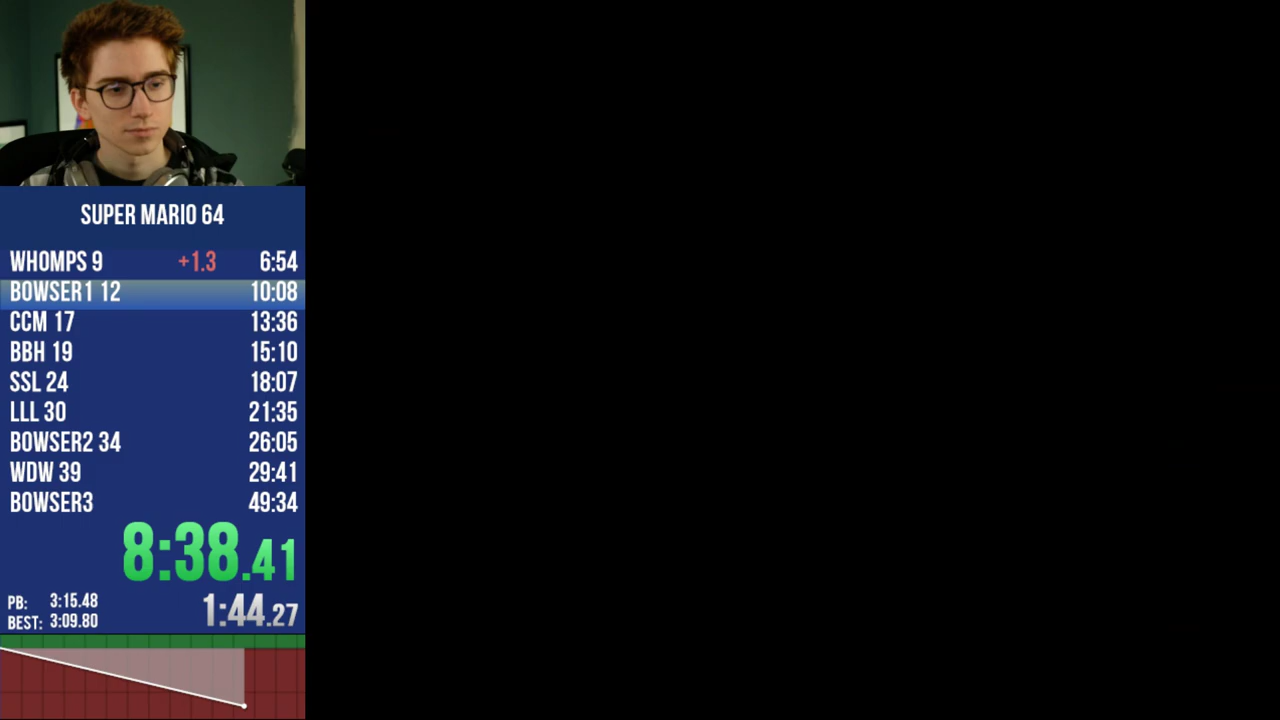 SUPER MARIO 64
WHOMPS 9 +1.3 6:54
BOWSER1 12 10:08
CCM 17 13:36
BBH 19 15:10
SSL 24 18:07
LLL 30 21:35
BOWSER2 34 26:05
WDW 39 29:41
BOWSER3 49:34
8:38.41
PB: 3:15.48 1:44.27
BEST: 3:09.80